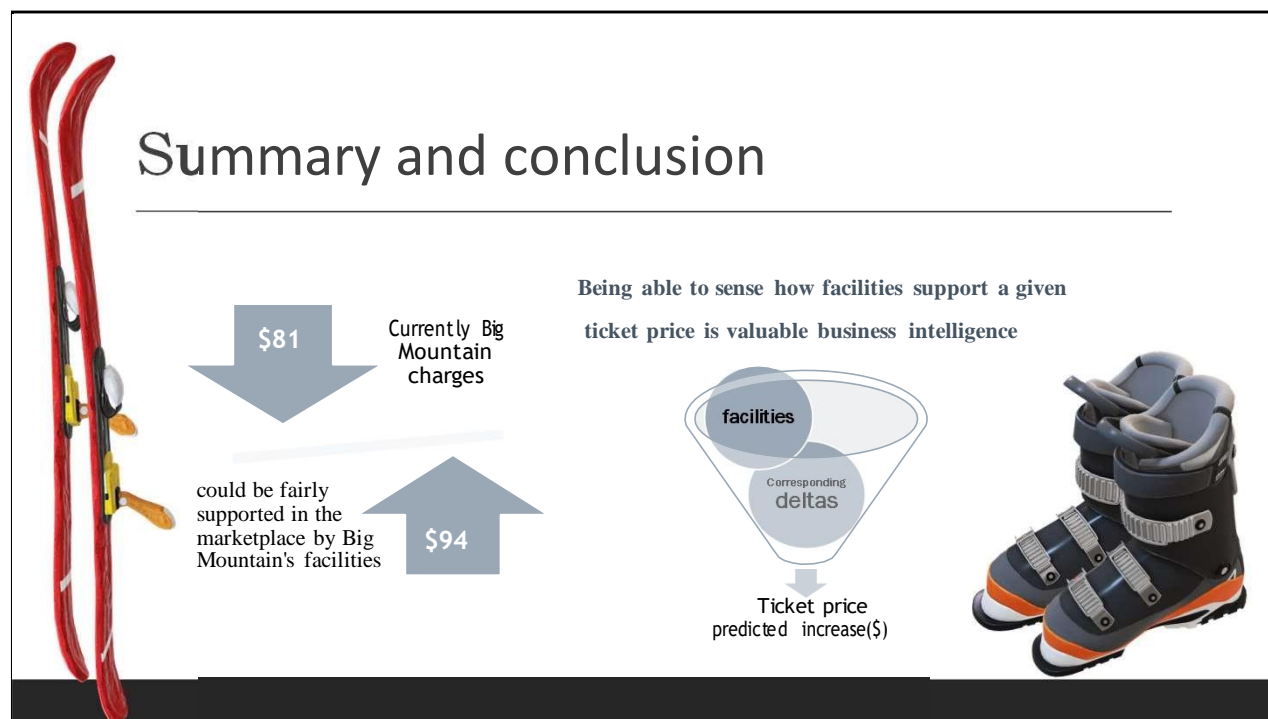 Summary and conclusion
$81
Currently Big
Mountain
charges
could be fairly
supported in the
marketplace by Big
Mountain's facilities
$94
Being able to sense how facilities support a given
ticket price is valuable business intelligence
facilities
Corresponding
deltas
Ticket price
predicted increase($)